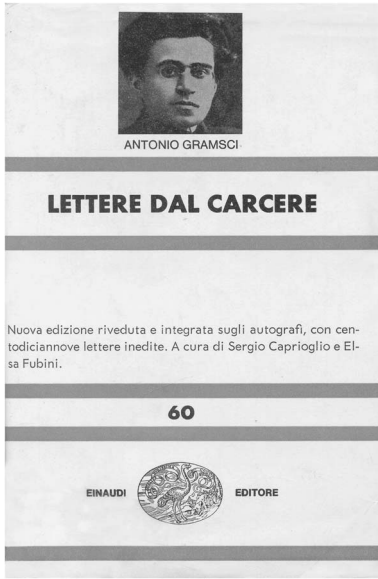 ANTONIO GRAMSCI
LETTERE DAL CARCERE
Nuova edizione riveduta e integrata sugli autografi, con cen-
todiciannove lettere inedite. A cura di Sergio Caprioglio e El-
sa Fubini.
60
EINAUDI EDITORE